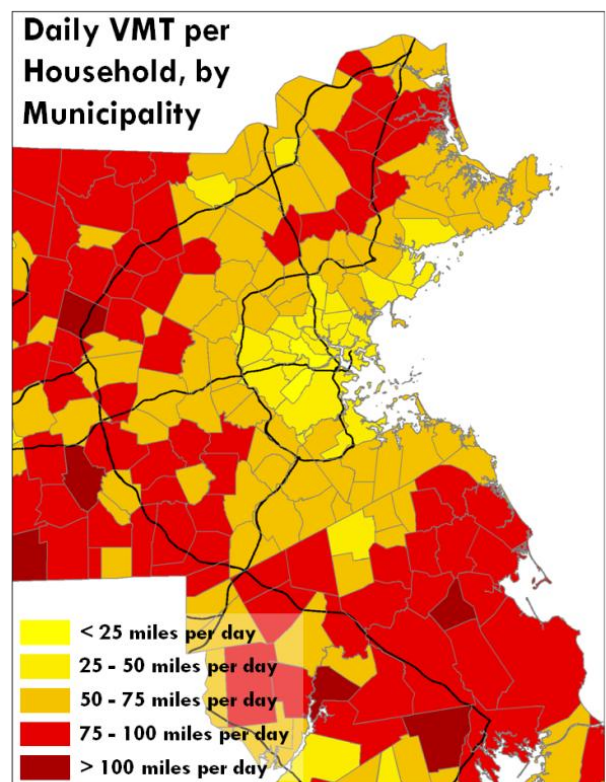 Daily VMT per
Household, by
Municipality
< 25 miles per day
25 - 50 miles per day
50 - 75 miles per day
75 - 100 miles per day
> 100 miles per day